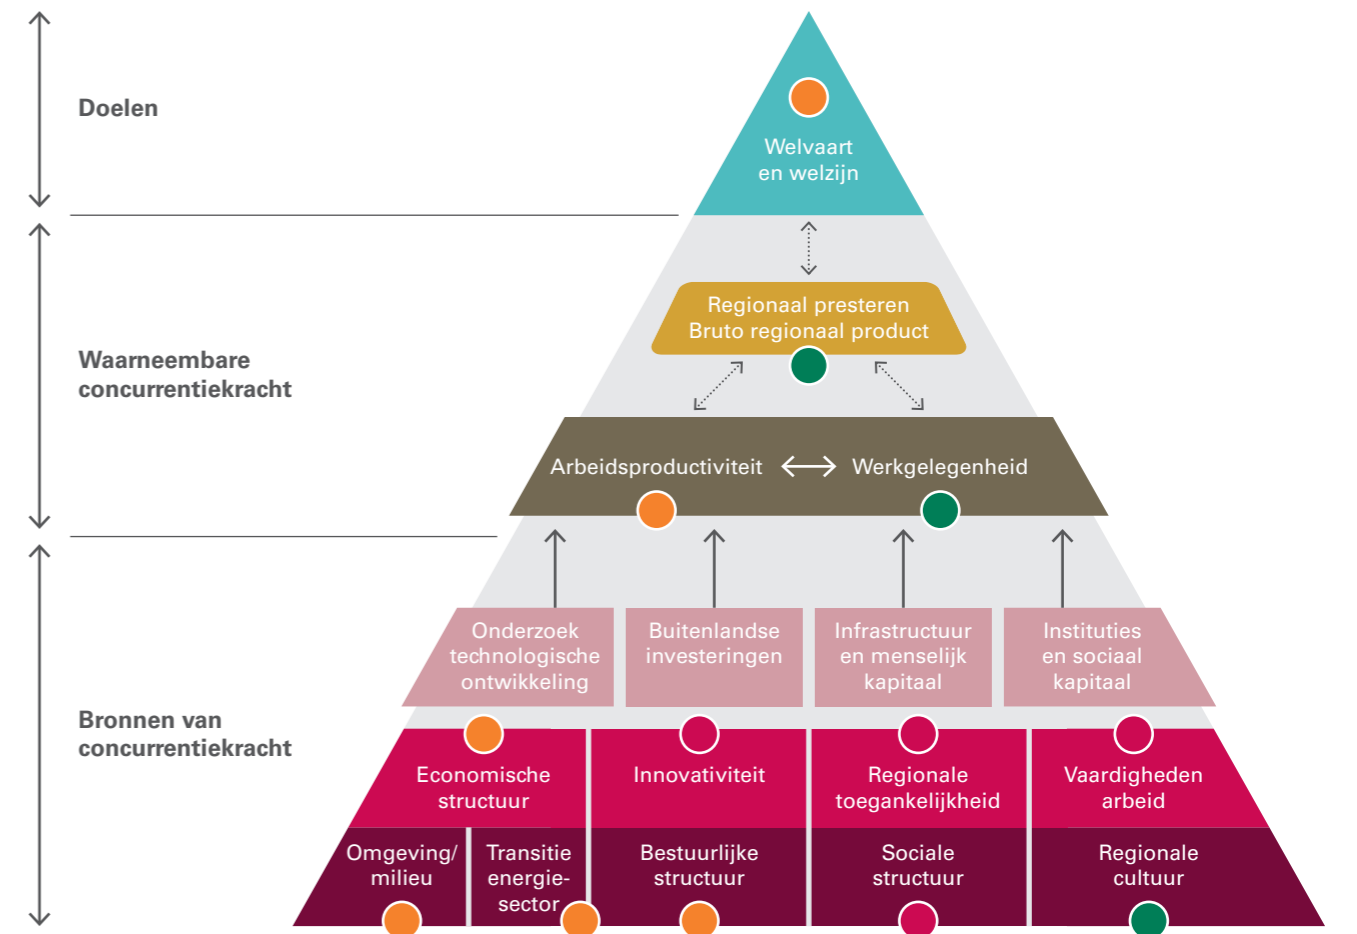 Doelen
Welvaart
en welzijn
Waarneembare
concurrentiekracht
Regionaal presteren
Bruto regionaal product
Arbeidsproductiviteit
Werkgelegenheid
Bronnen van
concurrentiekracht
Onderzoek
technologische
ontwikkeling
Buitenlandse
investeringen
Infrastructuur
en menselijk
kapitaal
Instituties
en sociaal
kapitaal
Economische
structuur
Innovativiteit
Regionale
toegankelijkheid
Vaardigheden
arbeid
Omgeving/
milieu
Transitie
energie-
sector
Bestuurlijke
structuur
Sociale
structuur
Regionale
cultuur